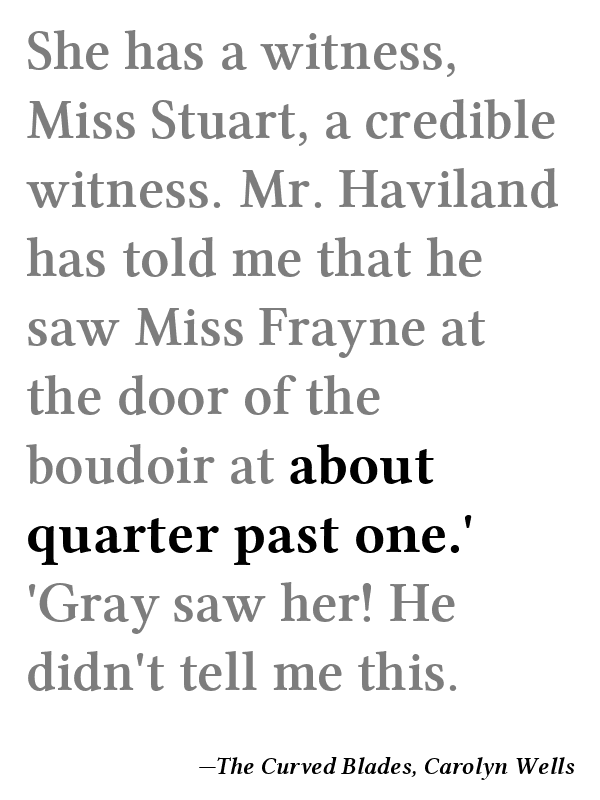 She has a witness,
Miss Stuart, a credible
witness. Mr. Haviland
has told me that he
saw Miss Frayne at
the door of the
boudoir at about
quarter past one.'
'Gray saw her! He
didn't tell me this.
—The Curved Blades, Carolyn Wells